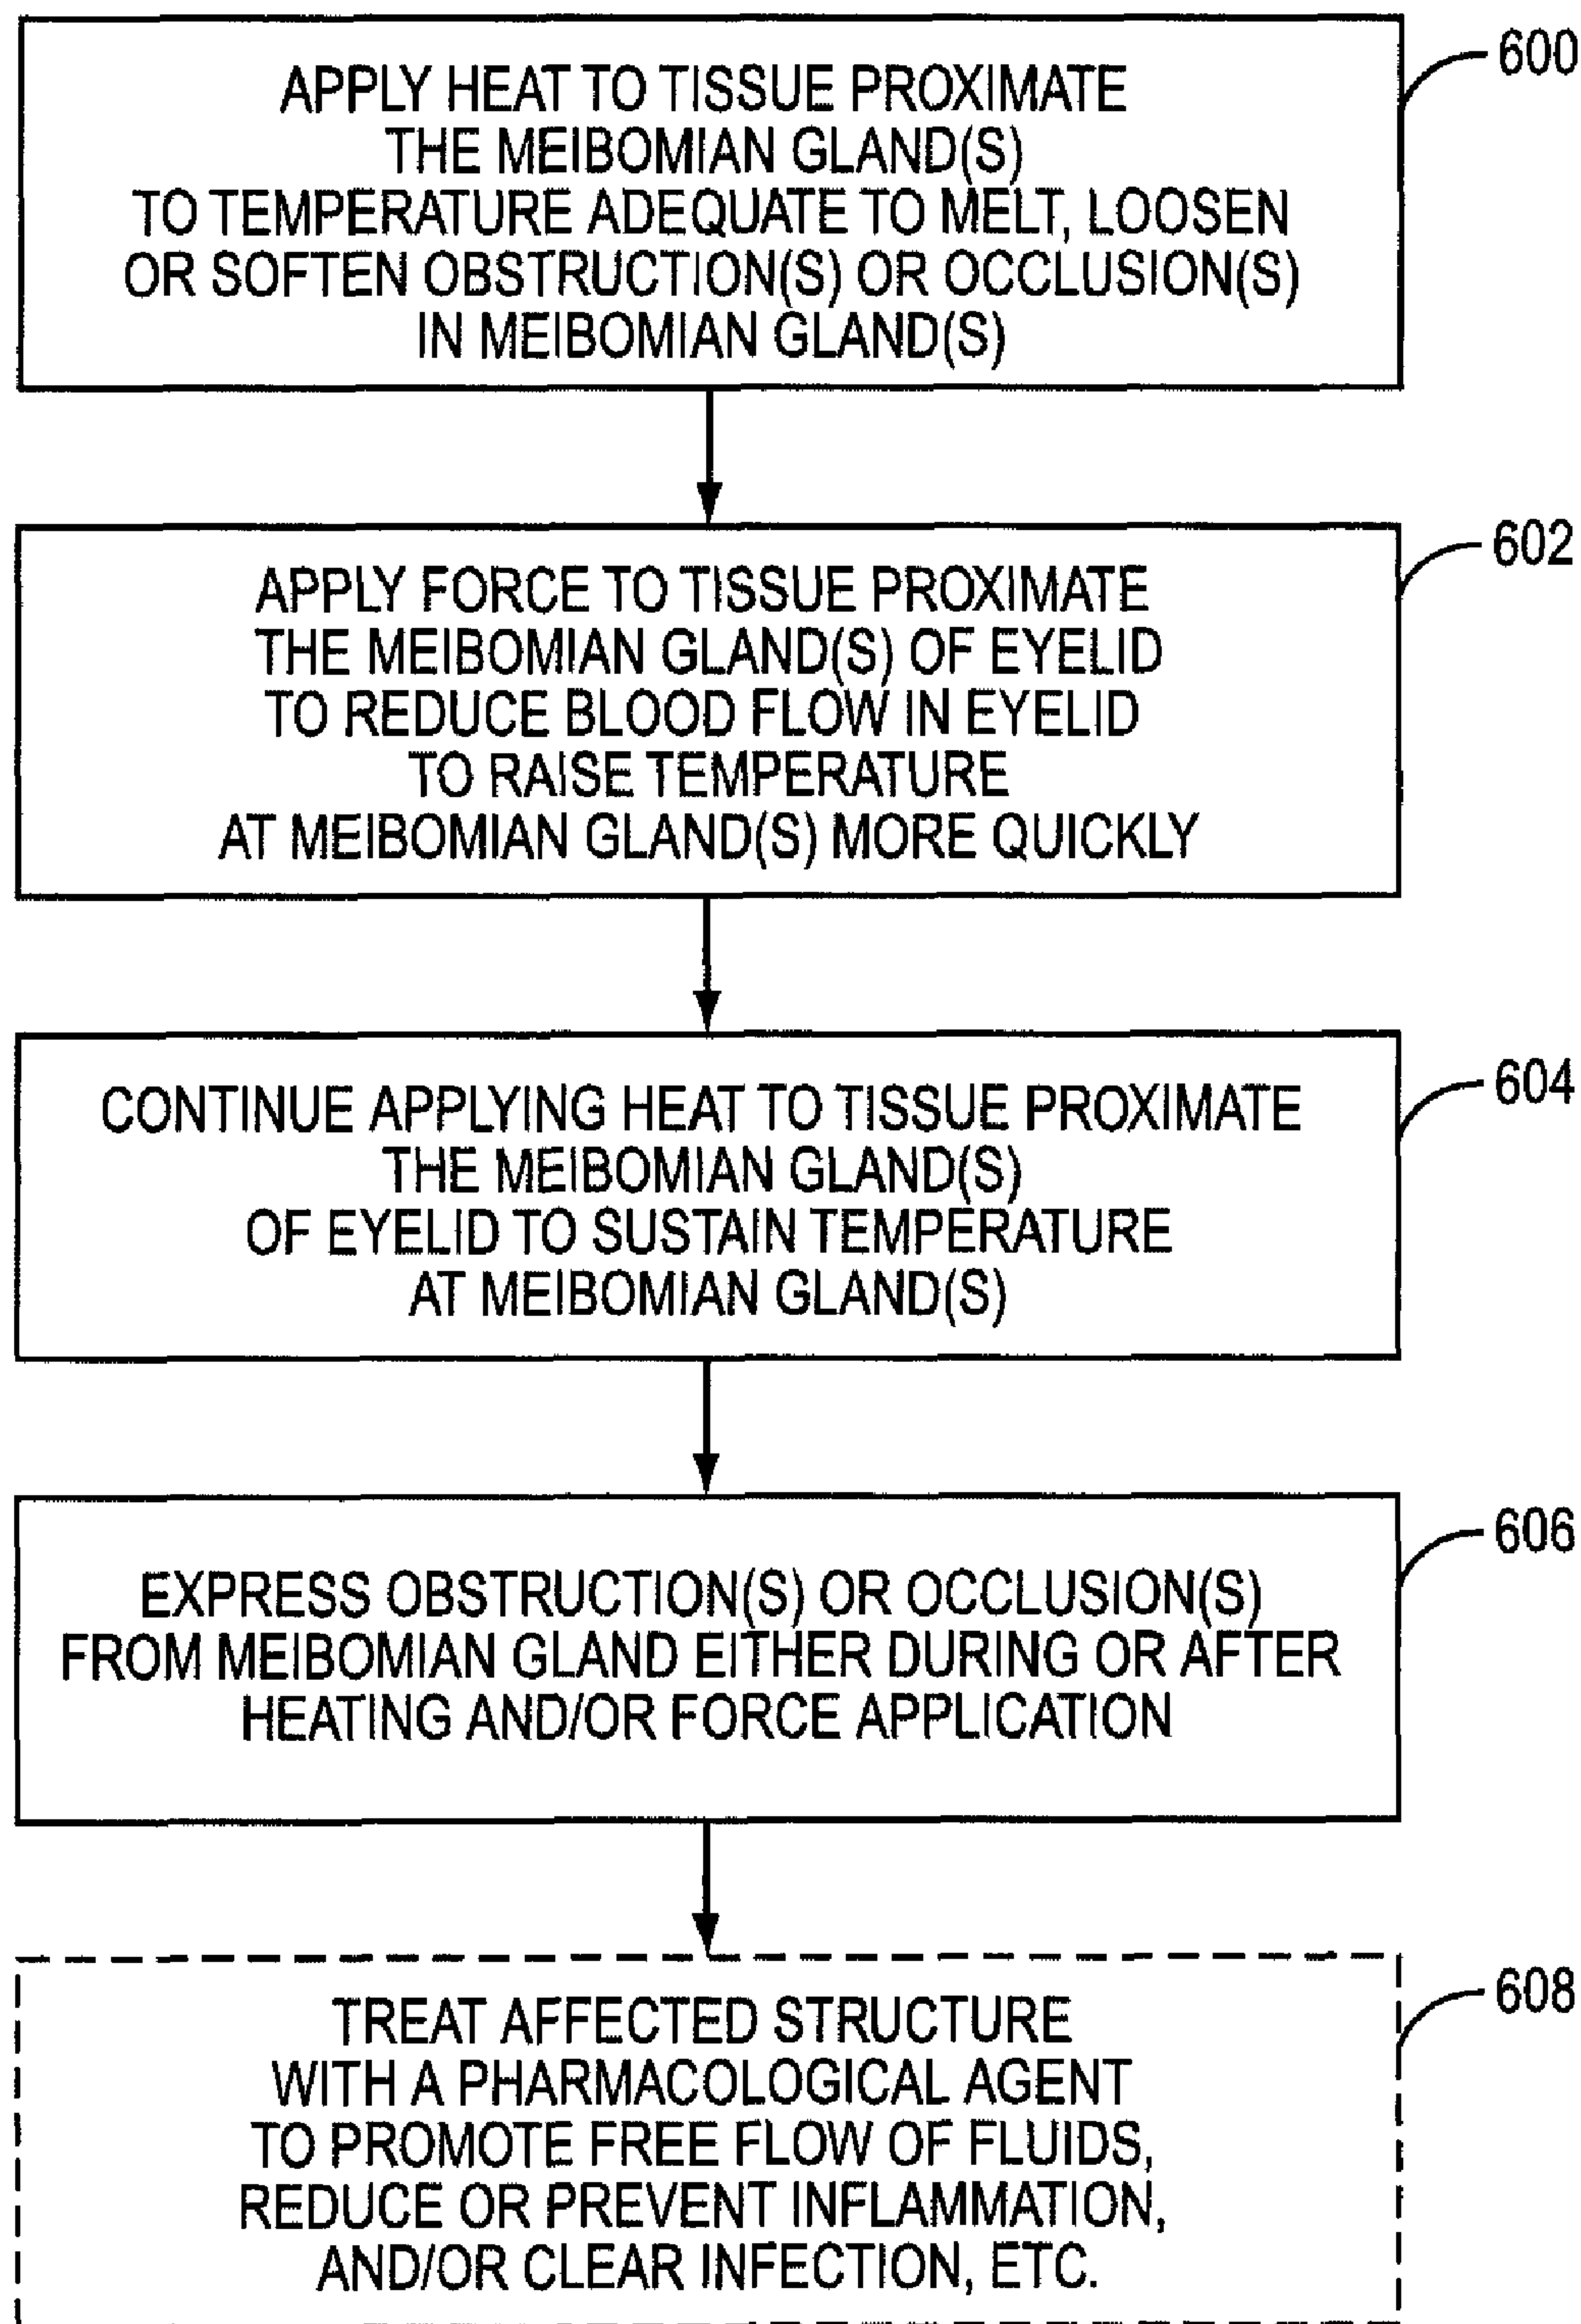 APPLY HEAT TO TISSUE PROXIMATE
THE MEIBOMIAN GLAND(S)
TO TEMPERATURE ADEQUATE TO MELT, LOOSEN
OR SOFTEN OBSTRUCTION(S) OR OCCLUSION(S)
IN MEIBOMIAN GLAND(S)
600
APPLY FORCE TO TISSUE PROXIMATE
THE MEIBOMIAN GLAND(S) OF EYELID
TO REDUCE BLOOD FLOW IN EYELID
TO RAISE TEMPERATURE
AT MEIBOMIAN GLAND(S) MORE QUICKLY
602
CONTINUE APPLYING HEAT TO TISSUE PROXIMATE
THE MEIBOMIAN GLAND(S)
OF EYELID TO SUSTAIN TEMPERATURE
AT MEIBOMIAN GLAND(S)
604
EXPRESS OBSTRUCTION(S) OR OCCLUSION(S)
FROM MEIBOMIAN GLAND EITHER DURING OR AFTER
HEATING AND/OR FORCE APPLICATION
606
TREAT AFFECTED STRUCTURE
WITH A PHARMACOLOGICAL AGENT
TO PROMOTE FREE FLOW OF FLUIDS,
REDUCE OR PREVENT INFLAMMATION,
AND/OR CLEAR INFECTION, ETC.
608